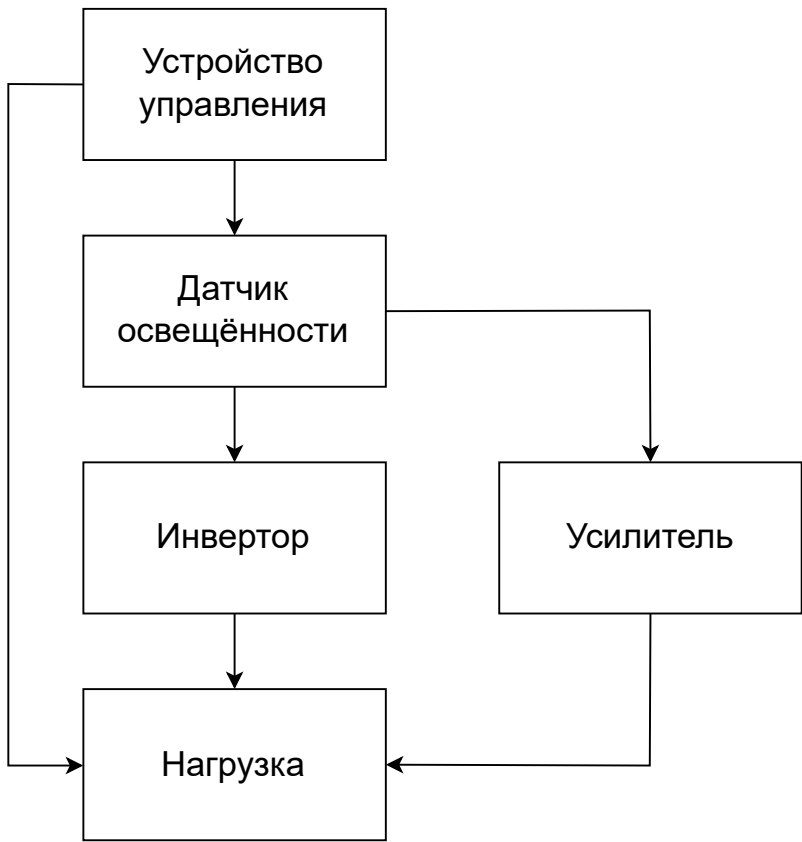 Устройство
управления
Датчик
освещённости
Инвертор
Усилитель
Нагрузка